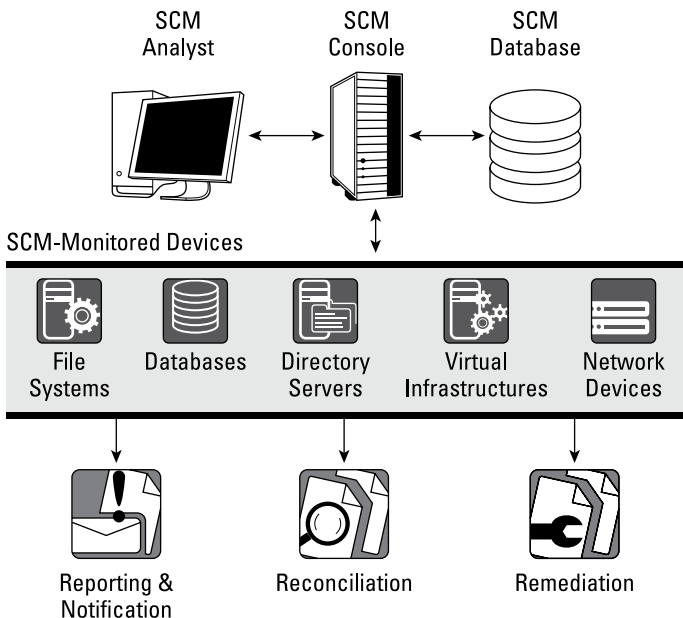 SCM
Analyst
SCM
Console
SCM
Database
SCM-Monitored Devices
File
Systems
Databases
Directory
Servers
Virtual
Infrastructures
Network
Devices
Reporting &
Notification
Reconciliation
Remediation